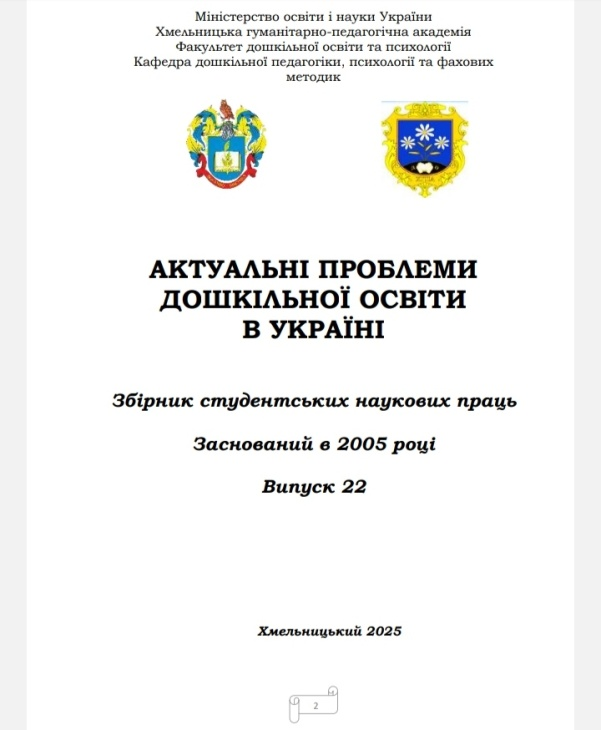 Міністерство освіти і науки України
Хмельницька гуманітарно-педагогічна академія
Факультет дошкільної освіти та психології
Кафедра дошкільної педагогіки, психології та фахових
методик
АКТУАЛЬНІ ПРОБЛЕМИ
ДОШКІЛЬНОЇ ОСВІТИ
В УКРАЇНІ
Збірник студентських наукових праць
Заснований в 2005 році
Випуск 22
Хмельницький 2025
2